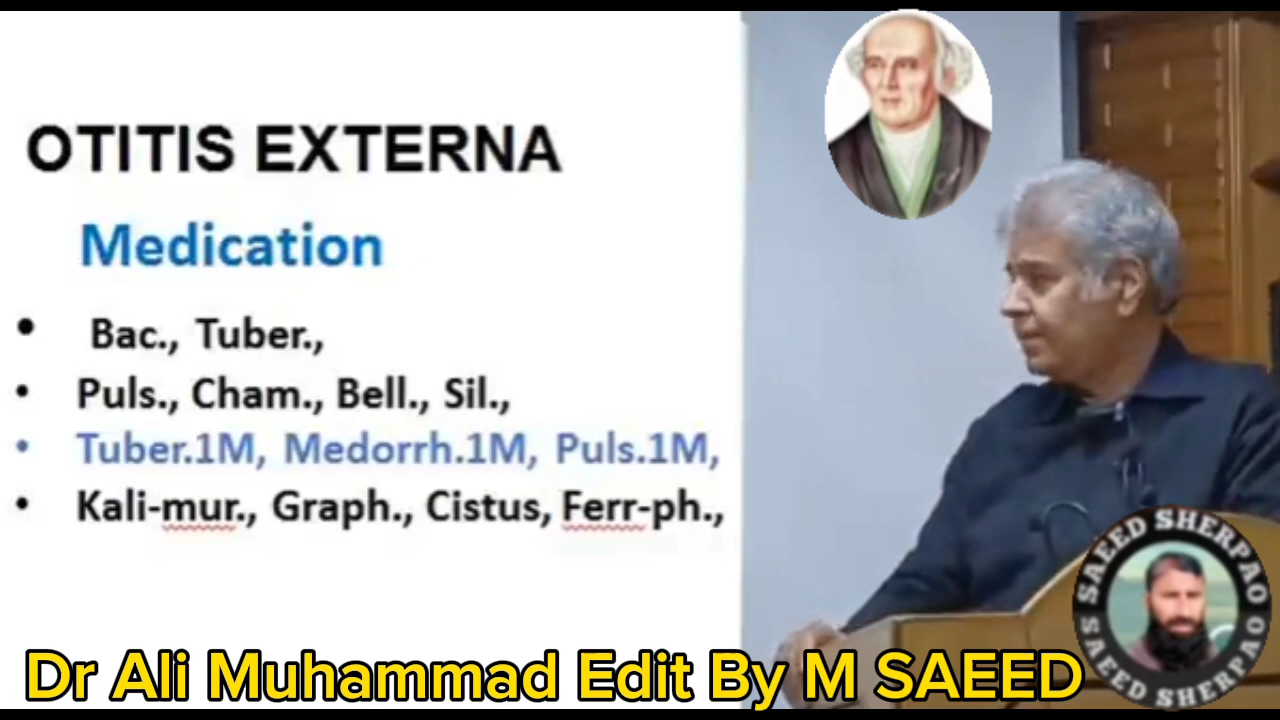 OTITIS EXTERNA
Medication
• Bac., Tuber.,
• Puls., Cham., Bell., Sil.,
• Tuber.1M, Medorrh.1M, Puls.1M,
• Kali-mur., Graph., Cistus, Ferr-ph.,
SAEED SHERPAO
SAEED SHERPAO
Dr Ali Muhammad Edit By M SAEED